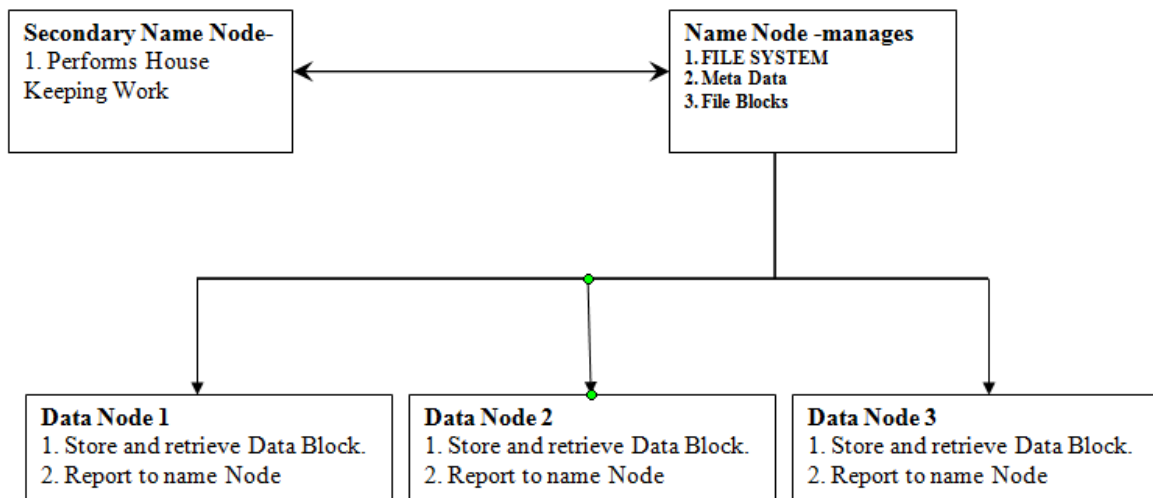 Secondary Name Node-
1. Performs House
Keeping Work
Name Node -manages
1. FILE SYSTEM
2. Meta Data
3. File Blocks
Data Node 1
1. Store and retrieve Data Block.
2. Report to name Node
Data Node 2
1. Store and retrieve Data Block.
2. Report to name Node
Data Node 3
1. Store and retrieve Data Block.
2. Report to name Node